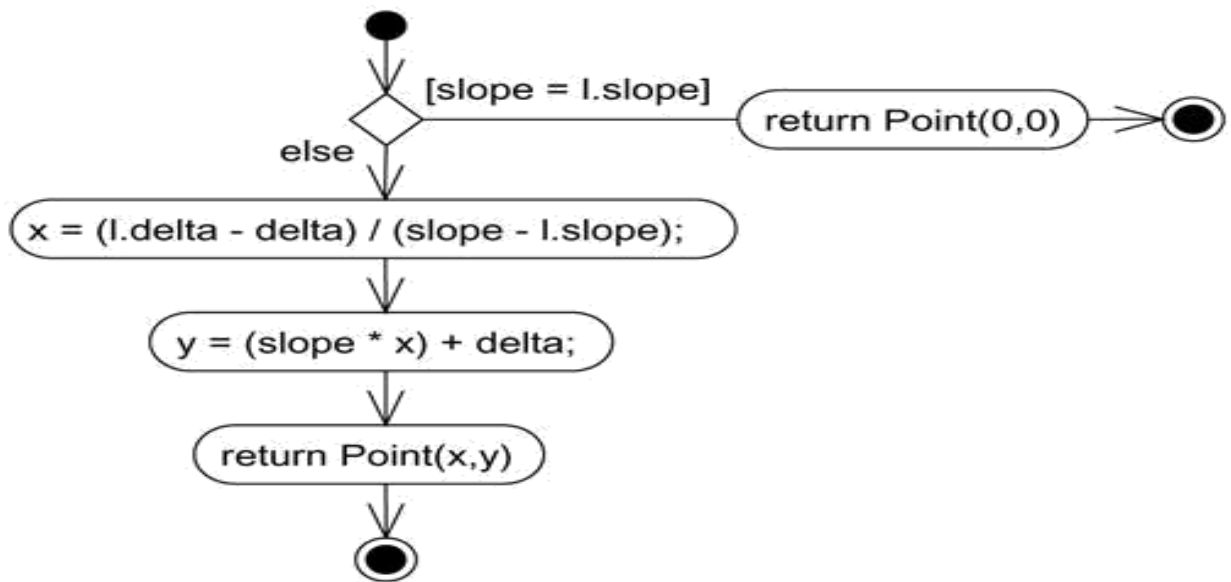 [slope = l.slope]
return Point(0,0)
else
x = (l.delta - delta) / (slope - l.slope);
y = (slope * x) + delta;
return Point(x,y)